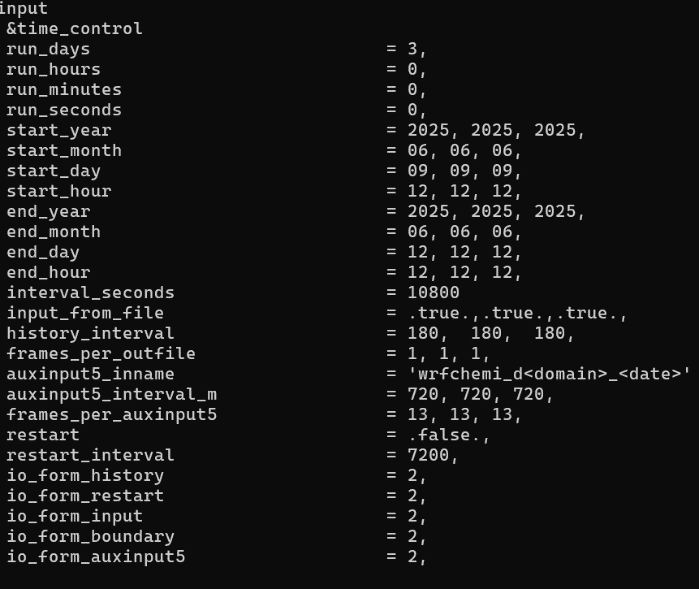 input
&time_control
run_days = 3,
run_hours = 0,
run_minutes = 0,
run_seconds = 0,
start_year = 2025, 2025, 2025,
start_month = 06, 06, 06,
start_day = 09, 09, 09,
start_hour = 12, 12, 12,
end_year = 2025, 2025, 2025,
end_month = 06, 06, 06,
end_day = 12, 12, 12,
end_hour = 12, 12, 12,
interval_seconds = 10800
input_from_file = .true.,.true.,.true.,
history_interval = 180, 180, 180,
frames_per_outfile = 1, 1, 1,
auxinput5_inname = 'wrfchemi_d<domain>_<date>'
auxinput5_interval_m = 720, 720, 720,
frames_per_auxinput5 = 13, 13, 13,
restart = .false.,
restart_interval = 7200,
io_form_history = 2,
io_form_restart = 2,
io_form_input = 2,
io_form_boundary = 2,
io_form_auxinput5 = 2,